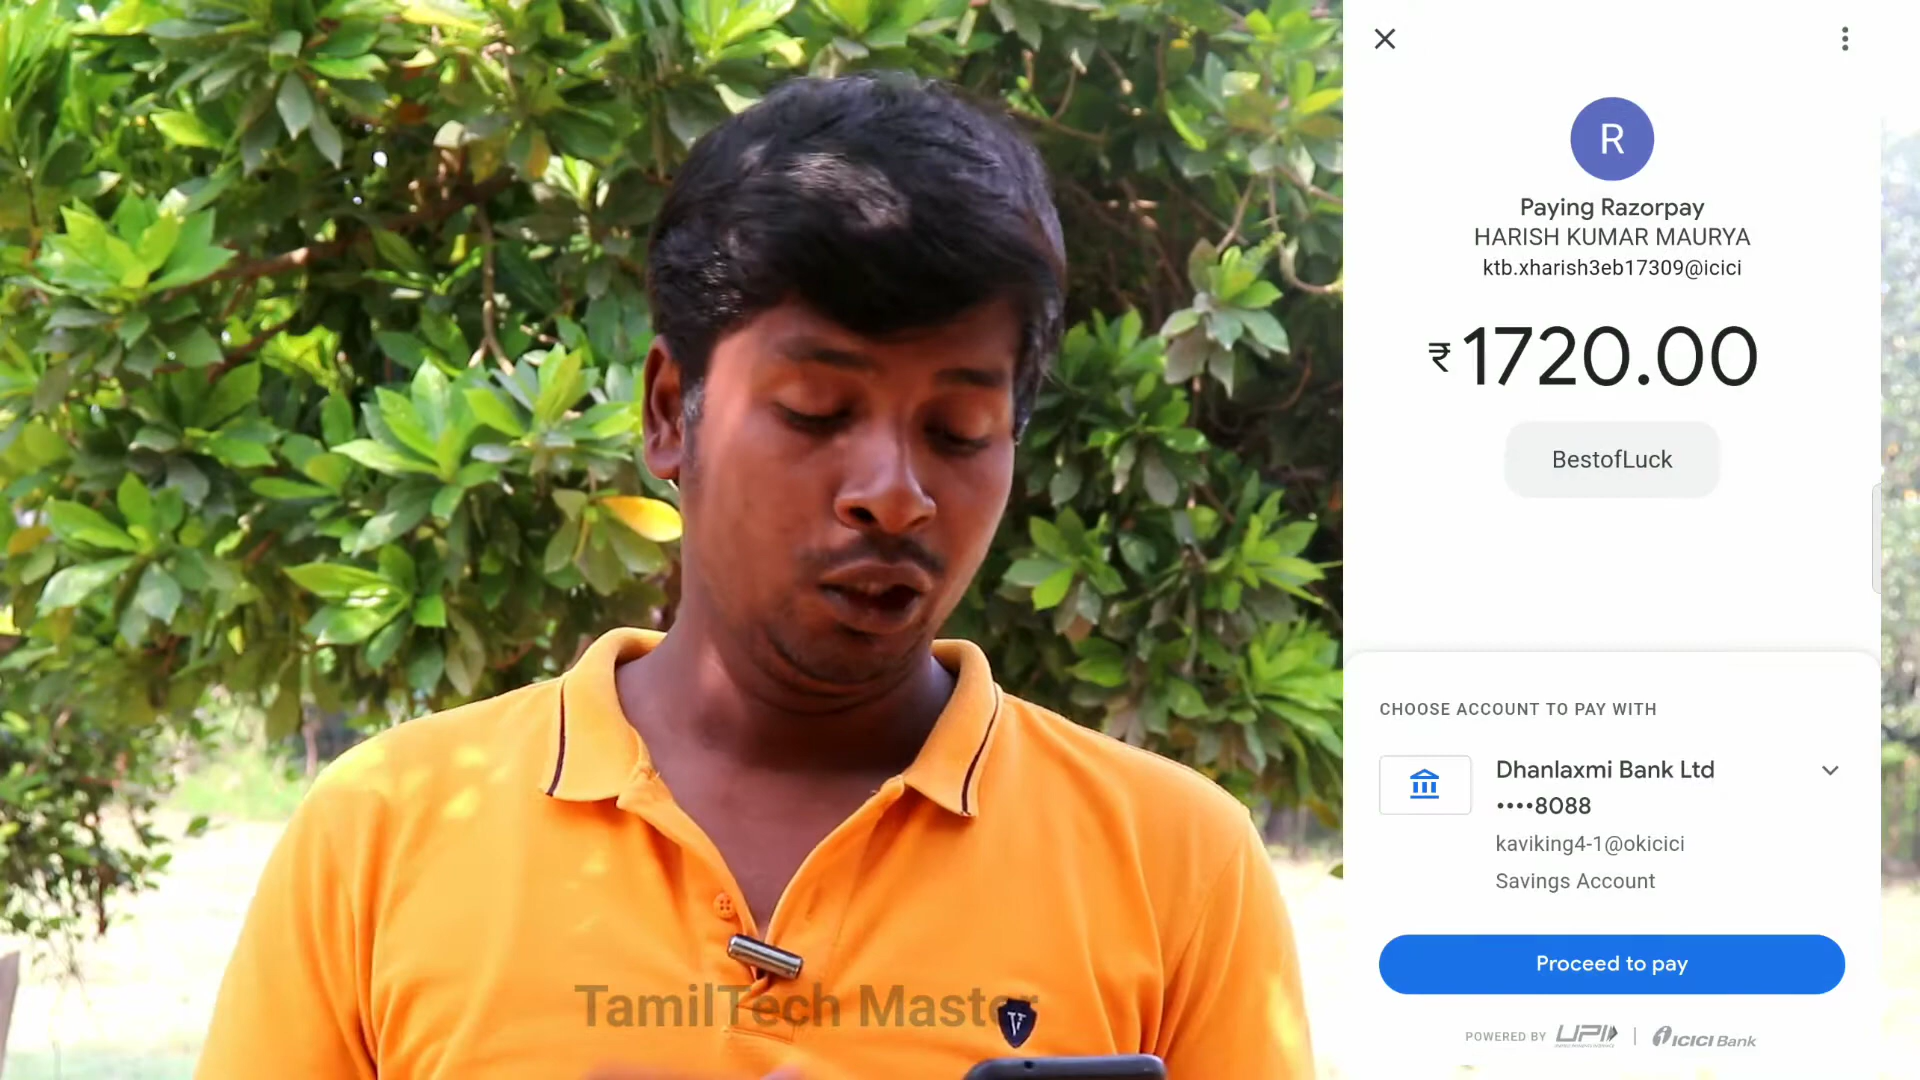 R
Paying Razorpay
HARISH KUMAR MAURYA
ktb.xharish3eb17309@icici
₹1720.00
BestofLuck
CHOOSE ACCOUNT TO PAY WITH
Dhanlaxmi Bank Ltd
••••8088
kaviking4-1@okicici
Savings Account
Proceed to pay
POWERED BY UPI | ICICI Bank
TamilTech Master